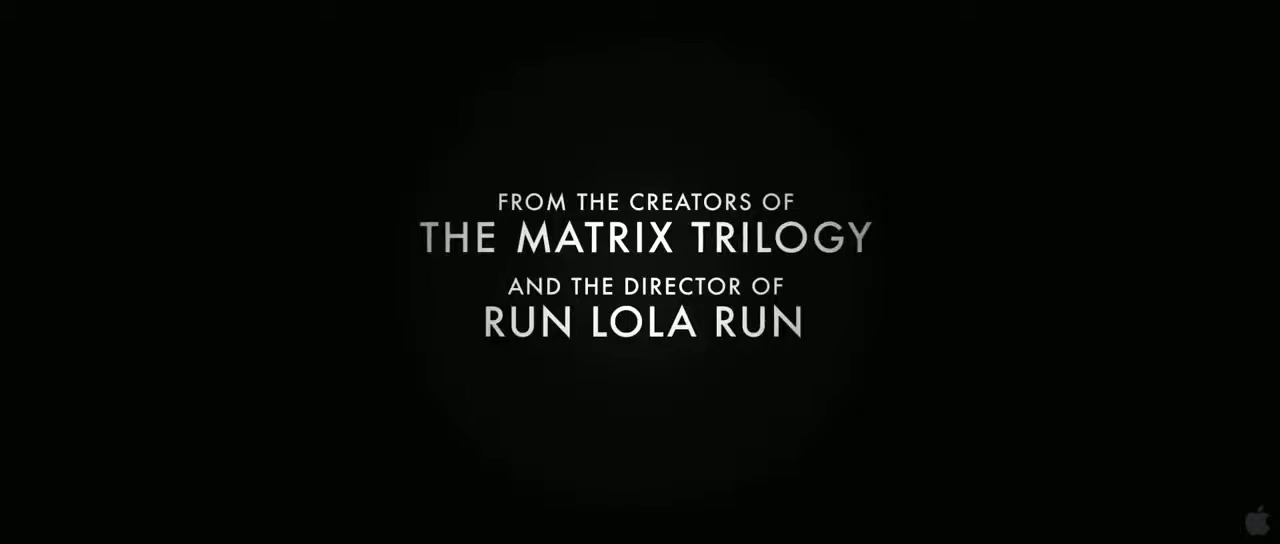 FROM THE CREATORS OF
THE MATRIX TRILOGY
AND THE DIRECTOR OF
RUN LOLA RUN